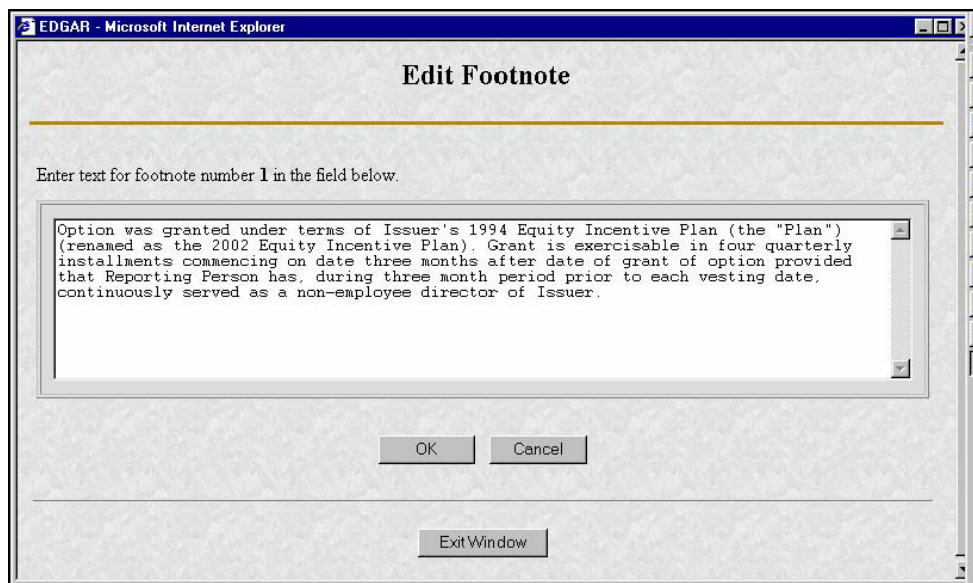 EDGAR - Microsoft Internet Explorer
Edit Footnote
Enter text for footnote number 1 in the field below.
Option was granted under terms of Issuer's 1994 Equity Incentive Plan (the "Plan")
(renamed as the 2002 Equity Incentive Plan). Grant is exercisable in four quarterly
installments commencing on date three months after date of grant of option provided
that Reporting Person has, during three month period prior to each vesting date,
continuously served as a non-employee director of Issuer.
OK Cancel
Exit Window